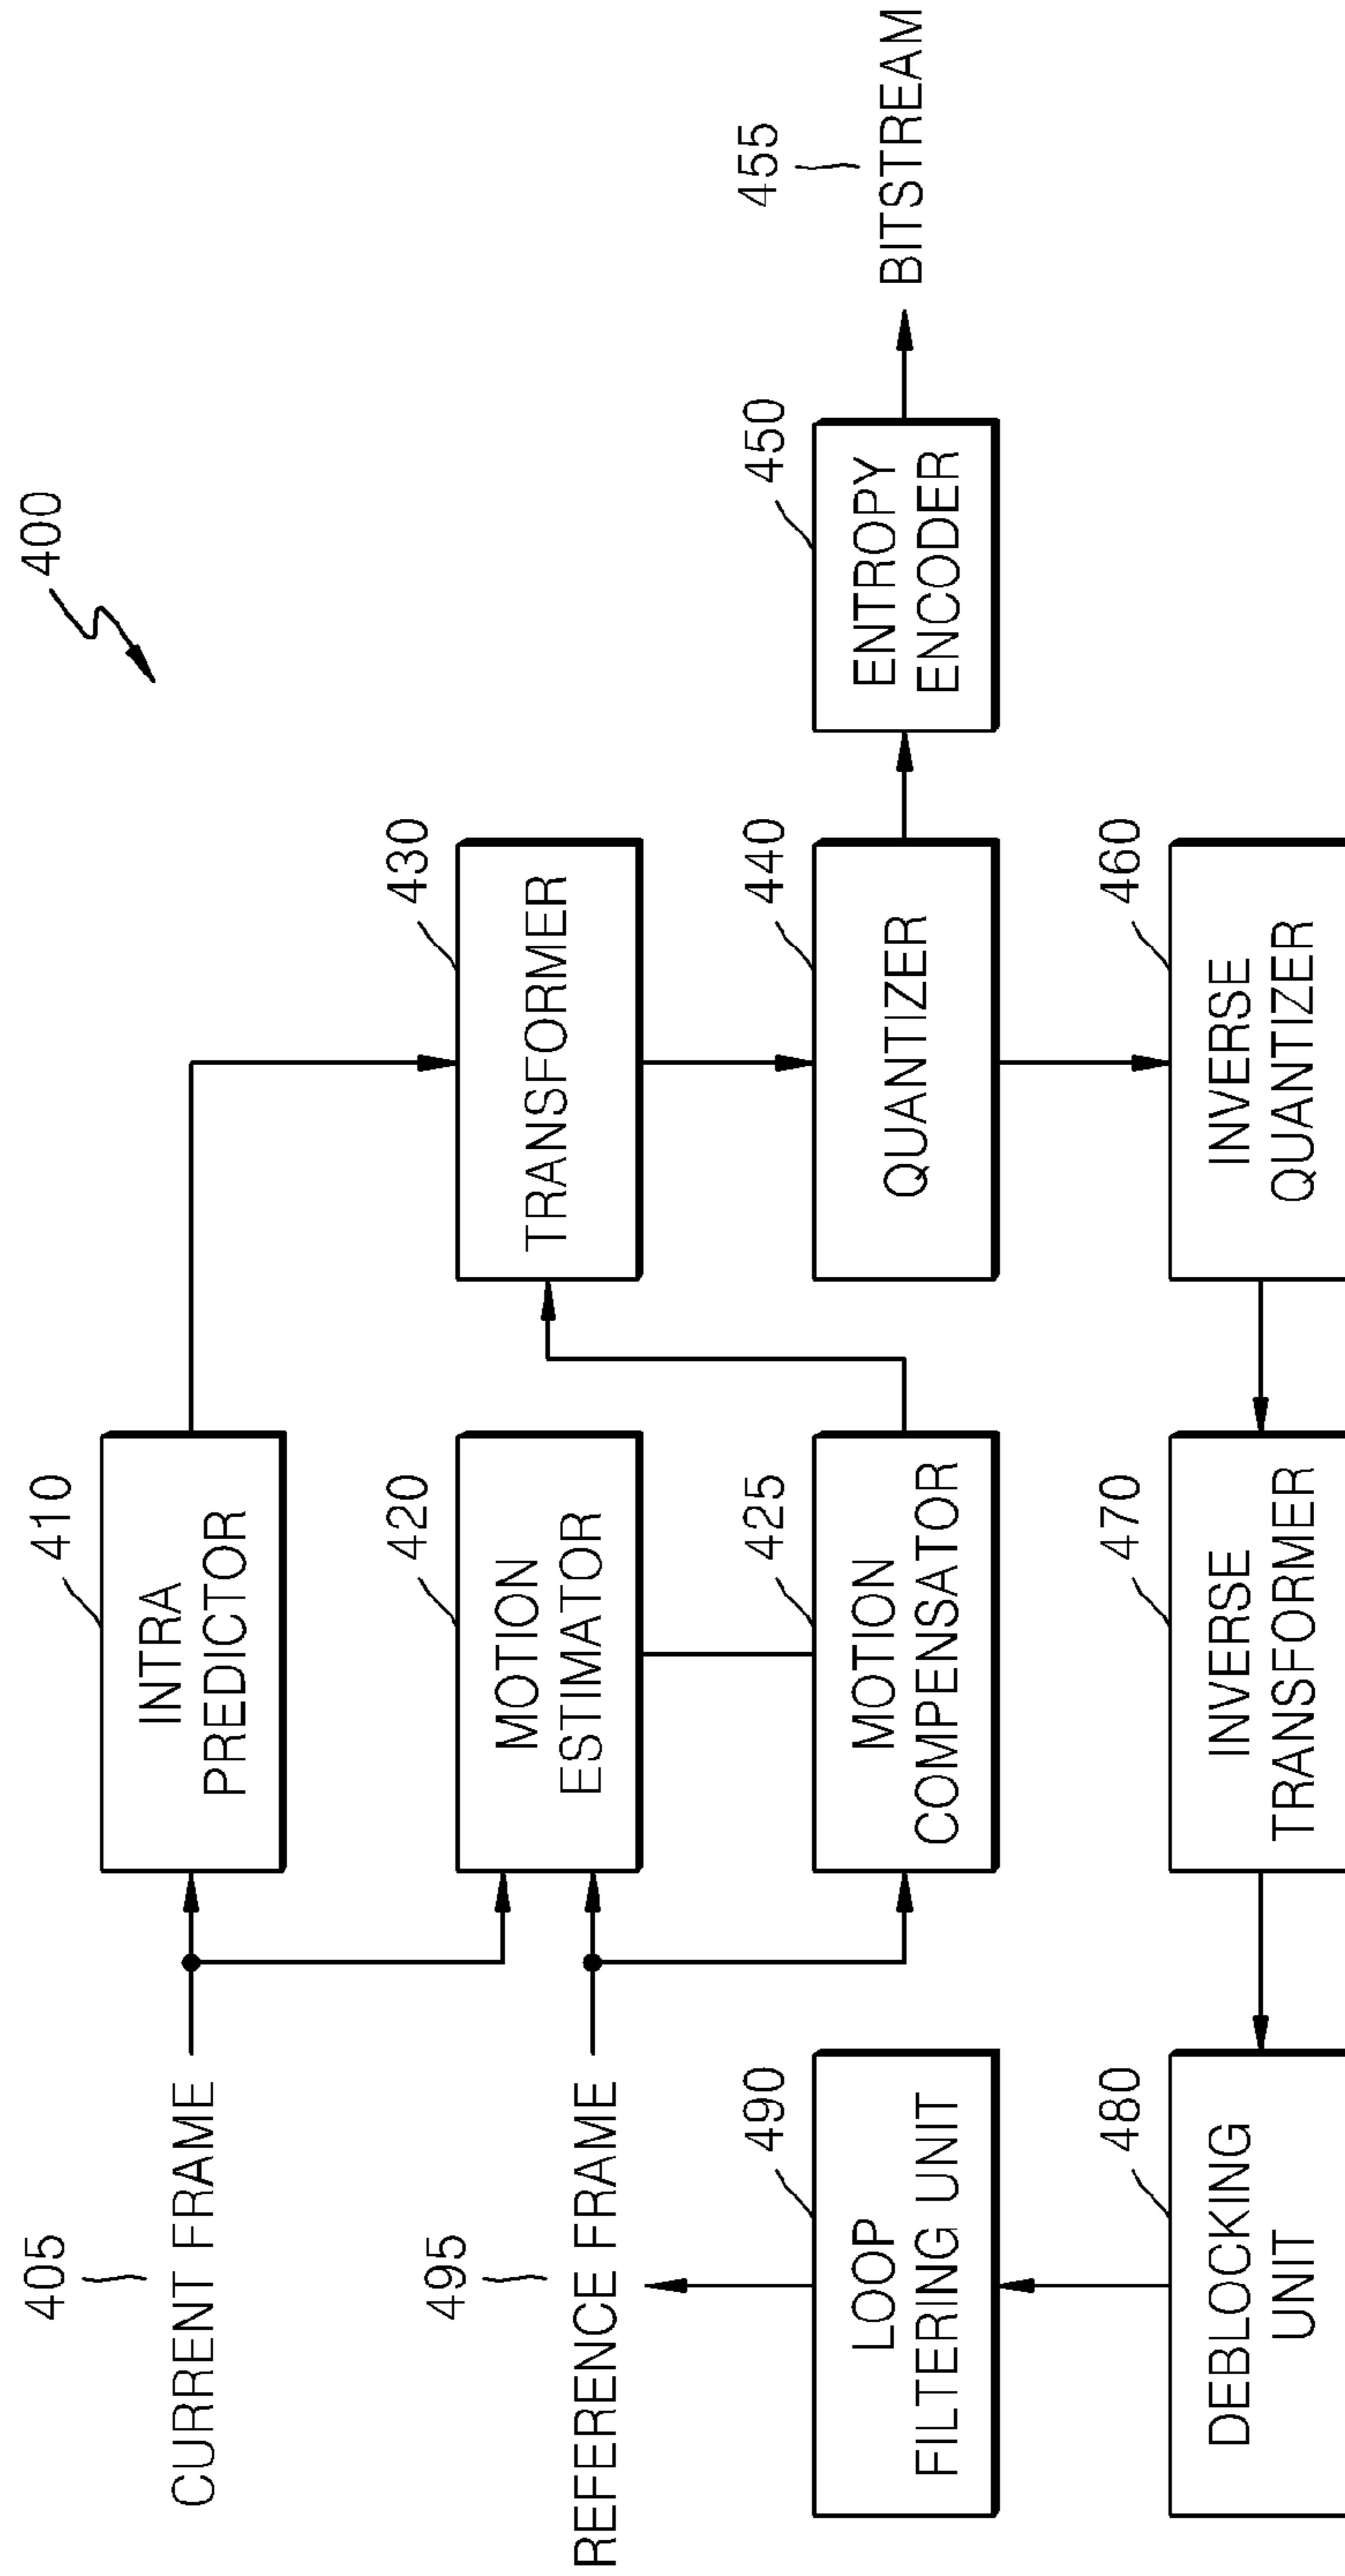 400
405
CURRENT FRAME
410
INTRA
PREDICTOR
495
REFERENCE FRAME
420
MOTION
ESTIMATOR
430
TRANSFORMER
490
LOOP
FILTERING UNIT
425
MOTION
COMPENSATOR
440
QUANTIZER
450
ENTROPY
ENCODER
455
BITSTREAM
480
DEBLOCKING
UNIT
470
INVERSE
TRANSFORMER
460
INVERSE
QUANTIZER